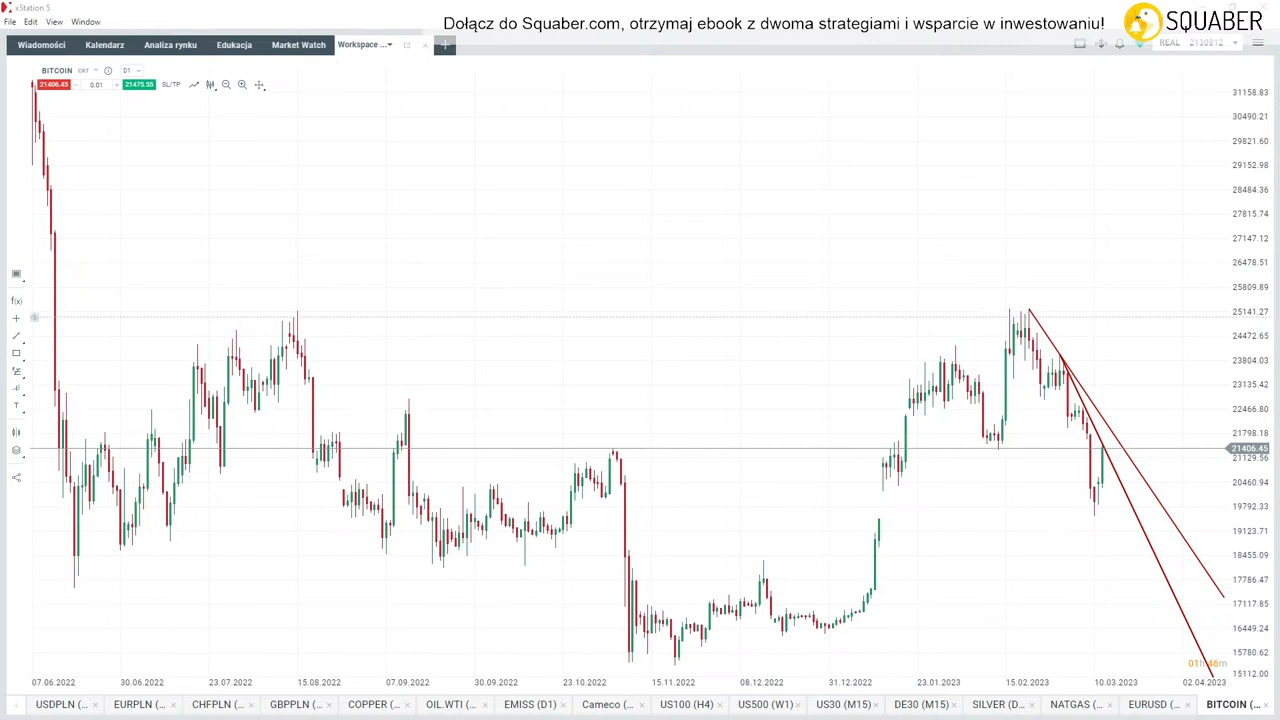 xStation 5
File Edit View Window
Dołącz do Squaber.com, otrzymaj ebook z dwoma strategiami i wsparcie w inwestowaniu!
SQUABER
Wiadomości Kalendarz Analiza rynku Edukacja Market Watch Workspace ...
REAL 2130812
BITCOIN CRT D1
21406.45 0.01 21475.55 SL/TP
31158.83
30490.21
29821.60
29152.98
28484.36
27815.74
27147.12
26478.51
25809.89
25141.27
24472.65
23804.03
23135.42
22466.80
21798.18
21406.45
21129.56
20460.94
19792.33
19123.71
18455.09
17786.47
17117.85
16449.24
15780.62
15112.00
f(x)
T
01h 46m
07.06.2022 30.06.2022 23.07.2022 15.08.2022 07.09.2022 30.09.2022 23.10.2022 15.11.2022 08.12.2022 31.12.2022 23.01.2023 15.02.2023 10.03.2023 02.04.2023
USDPLN (... EURPLN (... CHFPLN (... GBPPLN (... COPPER (... OIL.WTI (... EMISS (D1) Cameco (... US100 (H4) US500 (W1) US30 (M15) DE30 (M15) SILVER (D... NATGAS (... EURUSD (... BITCOIN (...